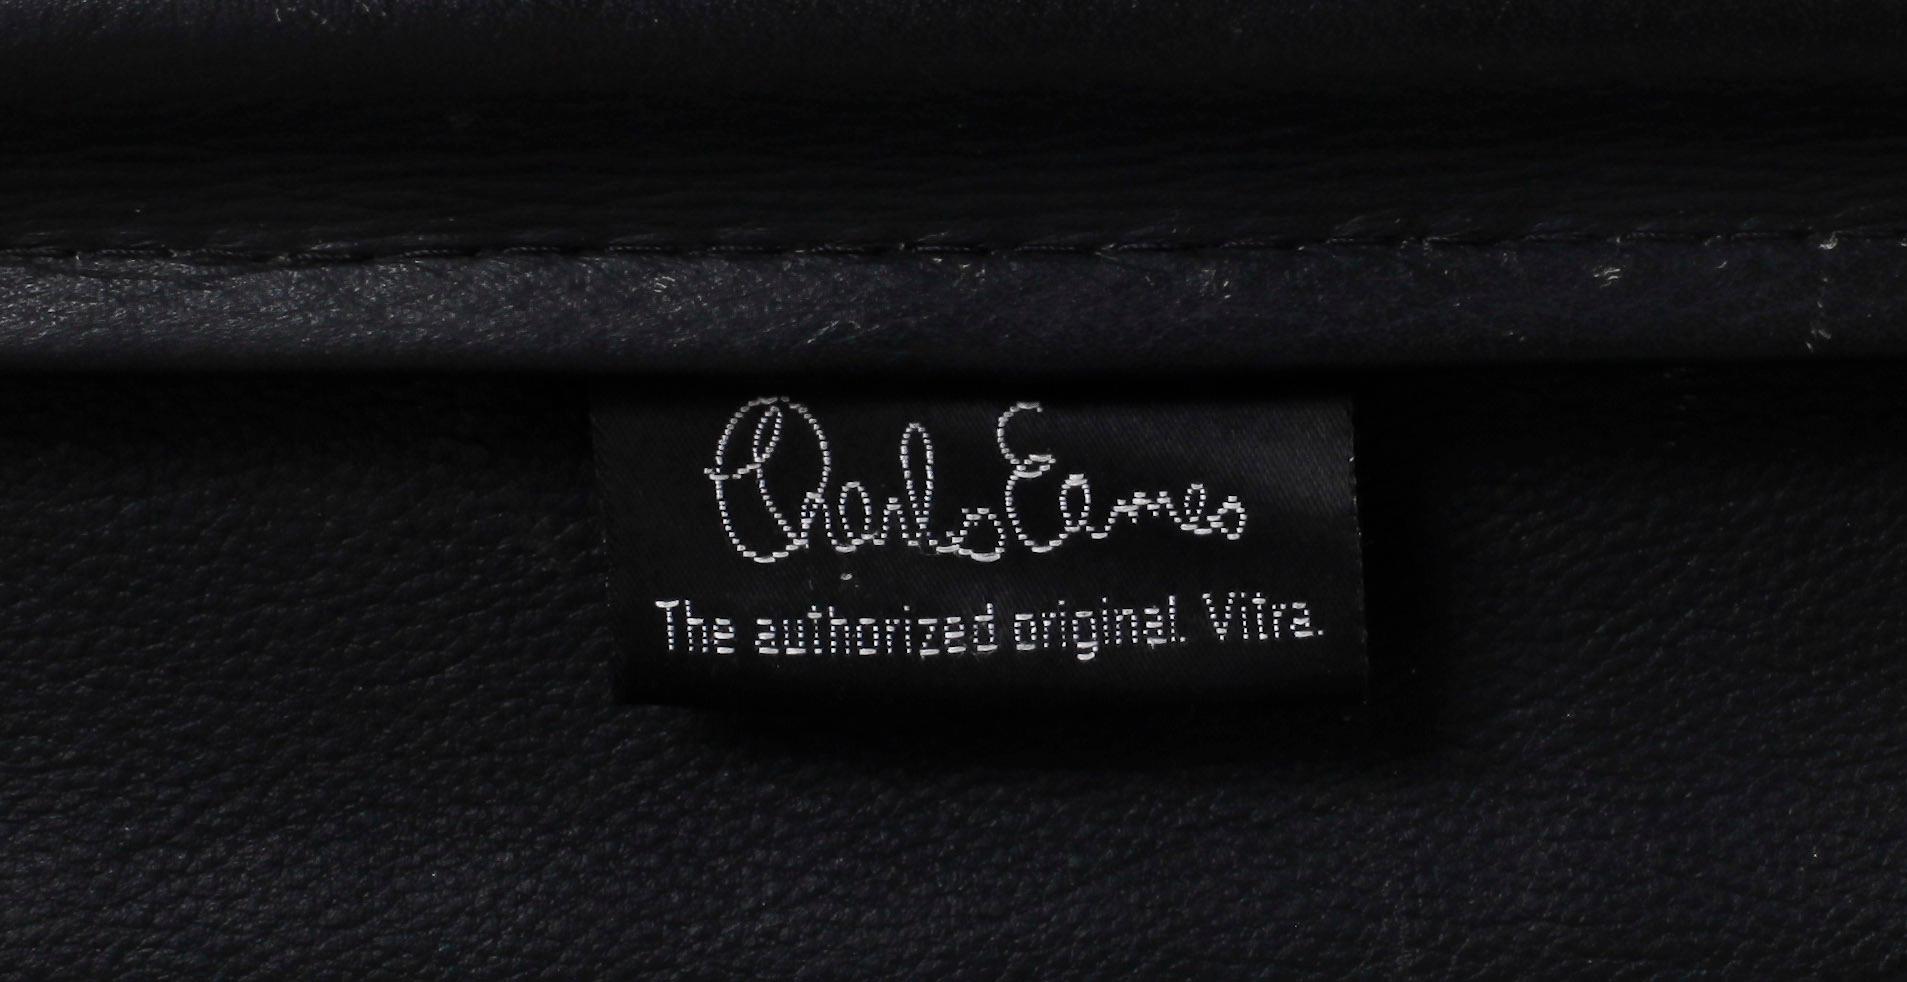 Charles Eames
The authorized original. Vitra.